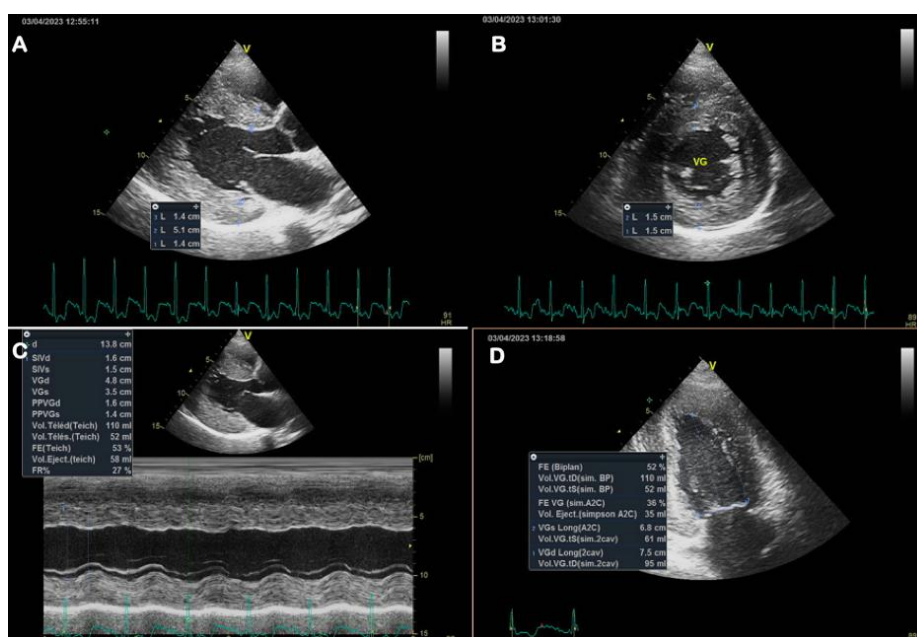 03/04/2023 12:55:11
A
V
5
10
15
3 L 1.4 cm
2 L 5.1 cm
1 L 1.4 cm
91
HR
03/04/2023 13:01:30
B
V
5
10
15
VG
2 L 1.5 cm
1 L 1.5 cm
89
HR
C
V
5
10
15
d 13.8 cm
SIVd 1.6 cm
SIVs 1.5 cm
VGd 4.8 cm
VGs 3.5 cm
PPVGd 1.6 cm
PPVGs 1.4 cm
Vol.Téléd(Teich) 110 ml
Vol.Télés.(Teich) 52 ml
FE(Teich) 53 %
Vol.Eject.(teich) 58 ml
FR% 27 %
[cm]
5
10
15
03/04/2023 13:18:58
D
V
5
10
15
FE (Biplan) 52 %
Vol.VG.tD(sim. BP) 110 ml
Vol.VG.tS(sim. BP) 52 ml
FE VG (sim.A2C) 36 %
Vol. Eject.(simpson A2C) 35 ml
2 VGs Long(A2C) 6.8 cm
Vol.VG.tS(sim.2cav) 61 ml
1 VGd Long(2cav) 7.5 cm
Vol.VG.tD(sim.2cav) 95 ml